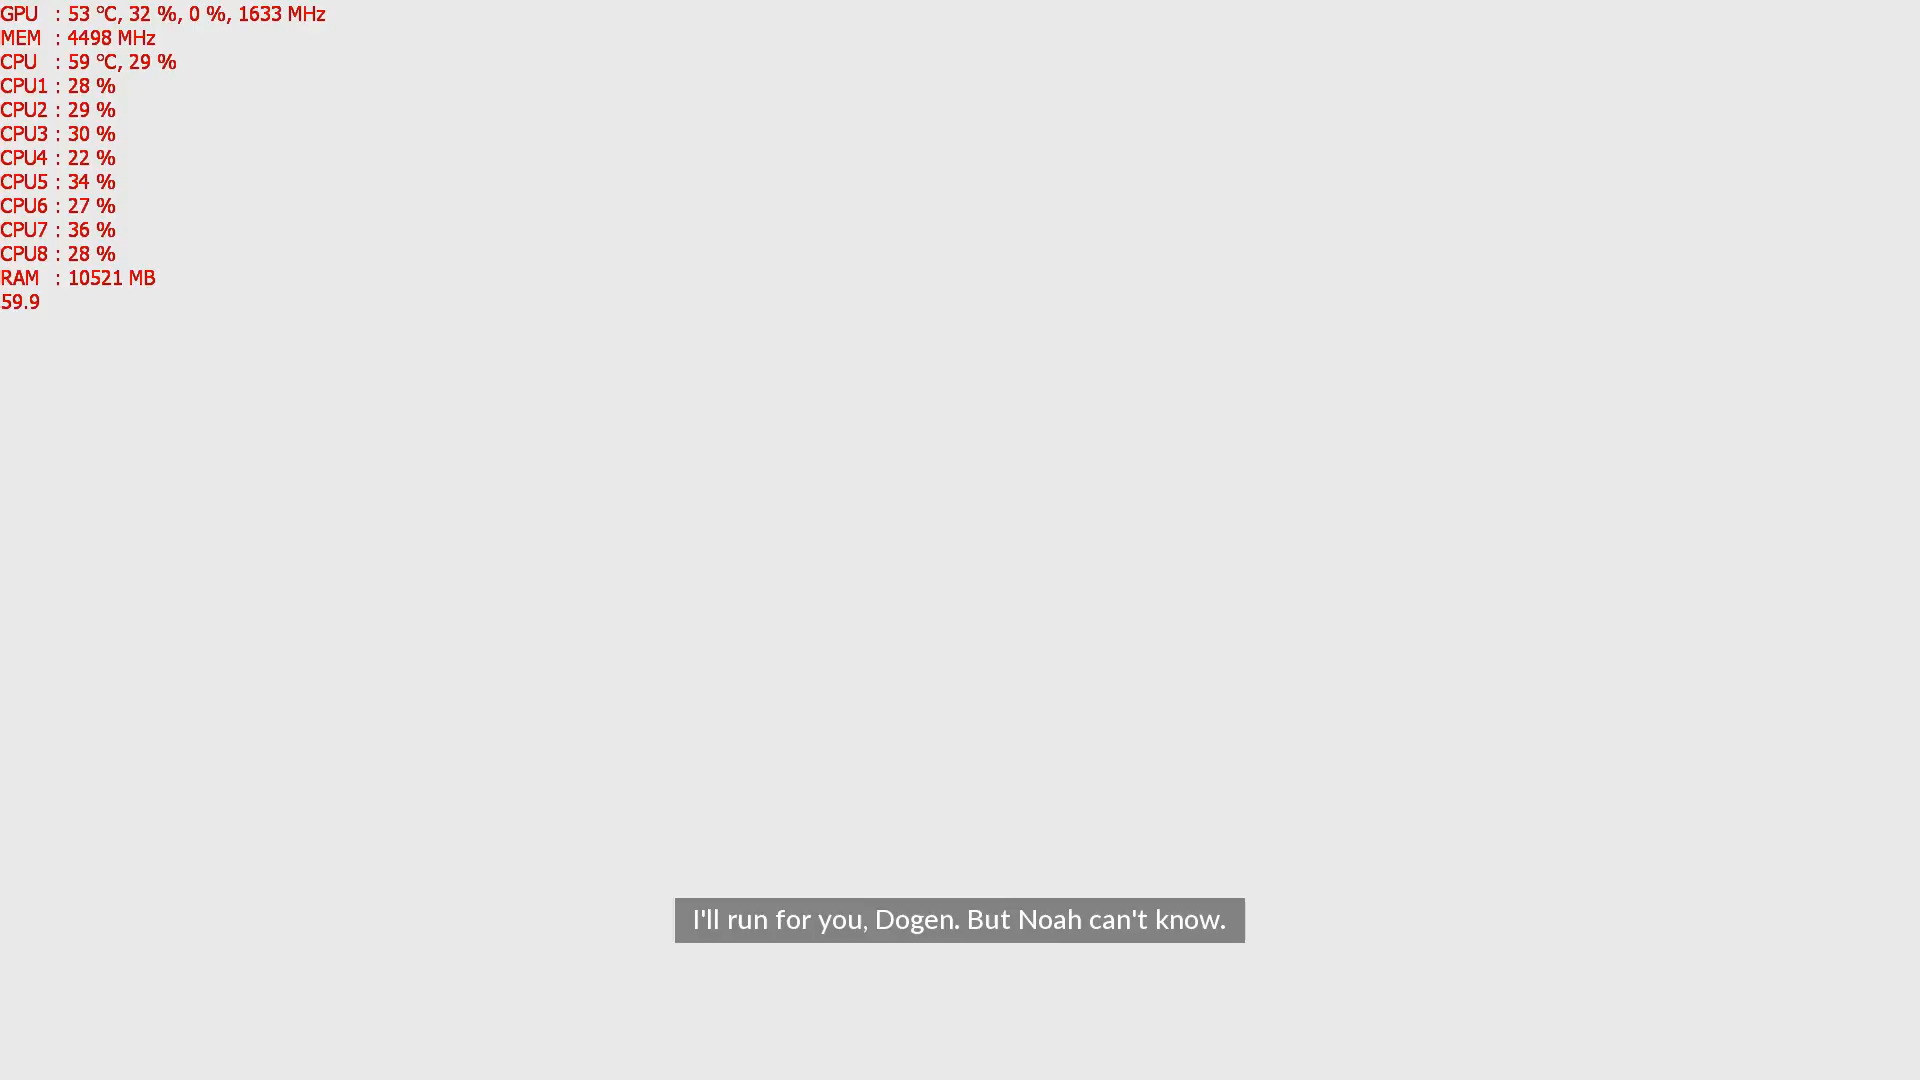 GPU : 53 °C, 32 %, 0 %, 1633 MHz
MEM : 4498 MHz
CPU : 59 °C, 29 %
CPU1 : 28 %
CPU2 : 29 %
CPU3 : 30 %
CPU4 : 22 %
CPU5 : 34 %
CPU6 : 27 %
CPU7 : 36 %
CPU8 : 28 %
RAM : 10521 MB
59.9
I'll run for you, Dogen. But Noah can't know.